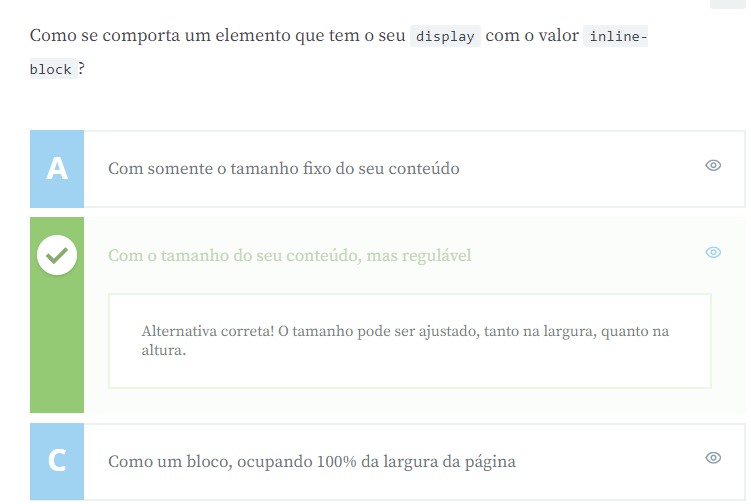 Como se comporta um elemento que tem o seu display com o valor inline-
block ?
A
Com somente o tamanho fixo do seu conteúdo
Com o tamanho do seu conteúdo, mas regulável
Alternativa correta! O tamanho pode ser ajustado, tanto na largura, quanto na
altura.
C
Como um bloco, ocupando 100% da largura da página